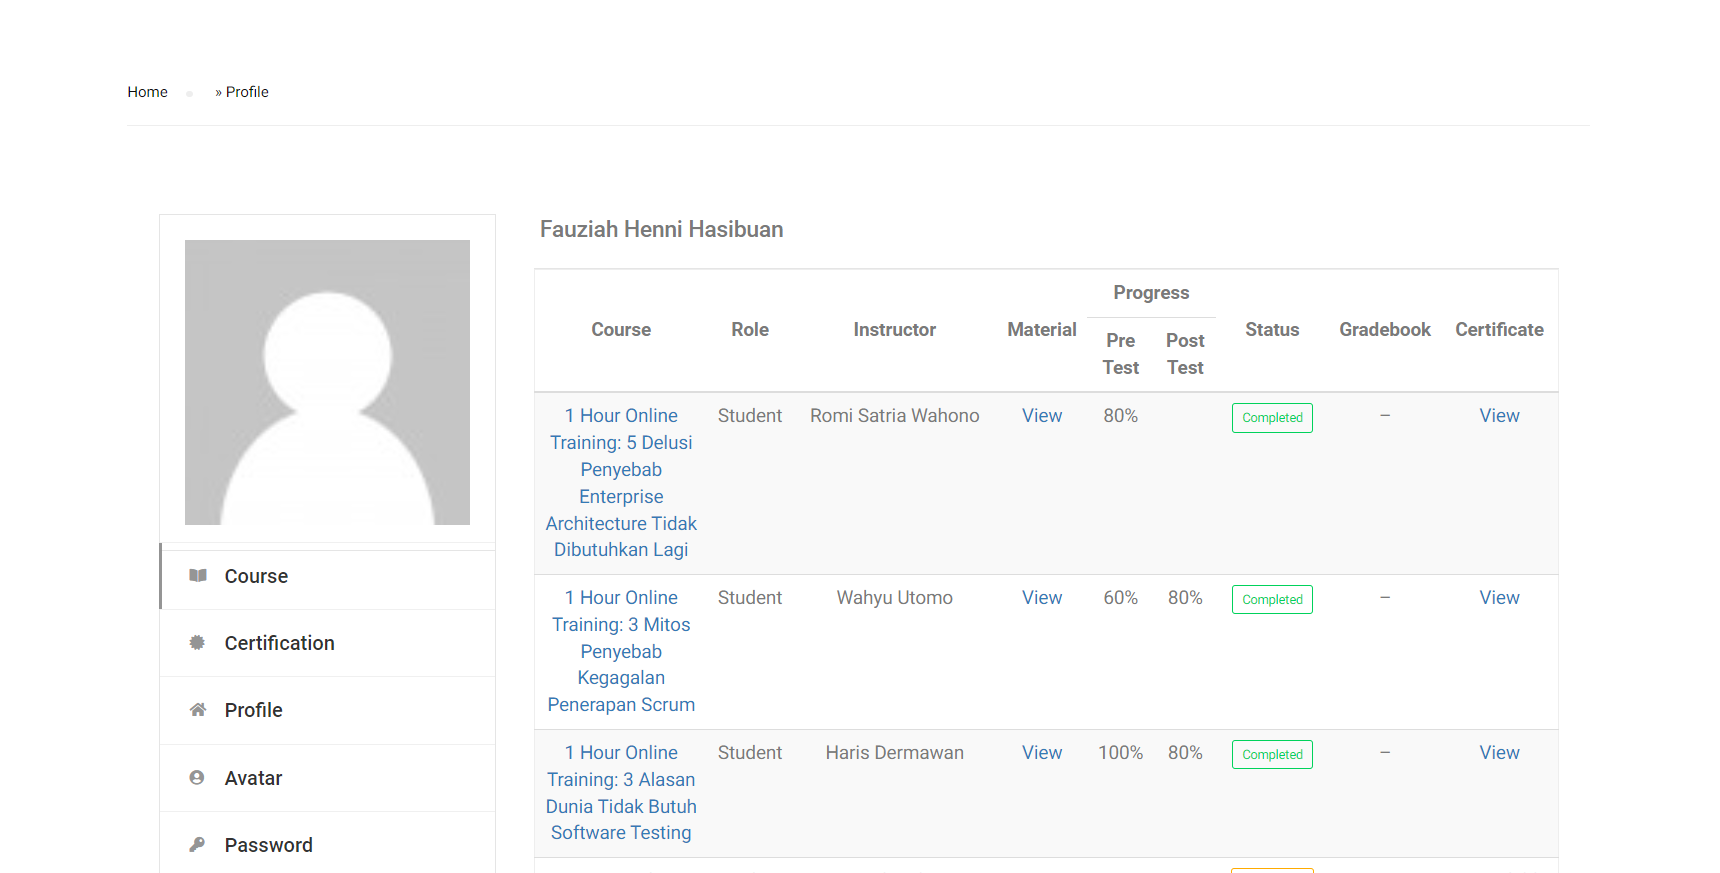 Home » Profile
Fauziah Henni Hasibuan
Progress
Course Role Instructor Material Status Gradebook Certificate
Pre Post
Test Test
1 Hour Online Student Romi Satria Wahono View 80% Completed – View
Training: 5 Delusi
Penyebab
Enterprise
Architecture Tidak
Dibutuhkan Lagi
1 Hour Online Student Wahyu Utomo View 60% 80% Completed – View
Training: 3 Mitos
Penyebab
Kegagalan
Penerapan Scrum
1 Hour Online Student Haris Dermawan View 100% 80% Completed – View
Training: 3 Alasan
Dunia Tidak Butuh
Software Testing
Course
Certification
Profile
Avatar
Password